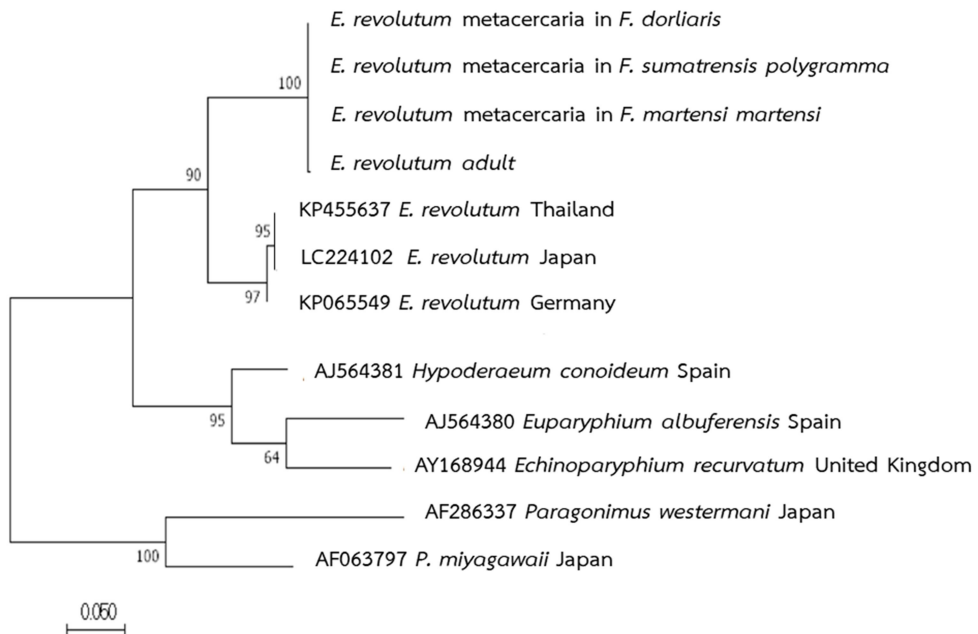 E. revolutum metacercaria in F. dorliaris
E. revolutum metacercaria in F. sumatrensis polygramma
100
E. revolutum metacercaria in F. martensi martensi
E. revolutum adult
90
KP455637 E. revolutum Thailand
95
LC224102 E. revolutum Japan
97
KP065549 E. revolutum Germany
AJ564381 Hypoderaeum conoideum Spain
95
AJ564380 Euparyphium albuferensis Spain
64
AY168944 Echinoparyphium recurvatum United Kingdom
AF286337 Paragonimus westermani Japan
100
AF063797 P. miyagawaii Japan
0.050